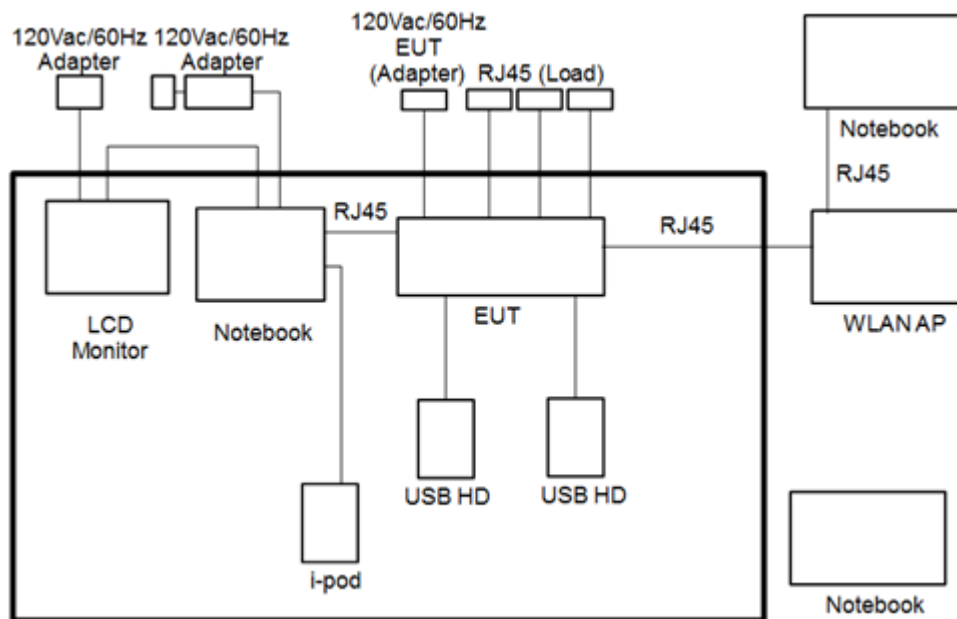 120Vac/60Hz
Adapter
120Vac/60Hz
Adapter
120Vac/60Hz
EUT
(Adapter)
RJ45 (Load)
Notebook
RJ45
RJ45
RJ45
LCD
Monitor
Notebook
EUT
WLAN AP
USB HD
USB HD
i-pod
Notebook